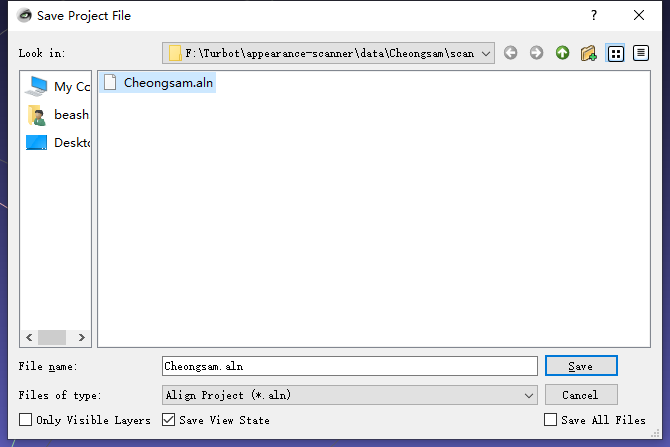 Save Project File
?
Look in:
F:\Turbot\appearance-scanner\data\Cheongsam\scan
My Co
beash
Deskto
Cheongsam.aln
File name:
Cheongsam.aln
Save
Files of type:
Align Project (*.aln)
Cancel
Only Visible Layers
Save View State
Save All Files